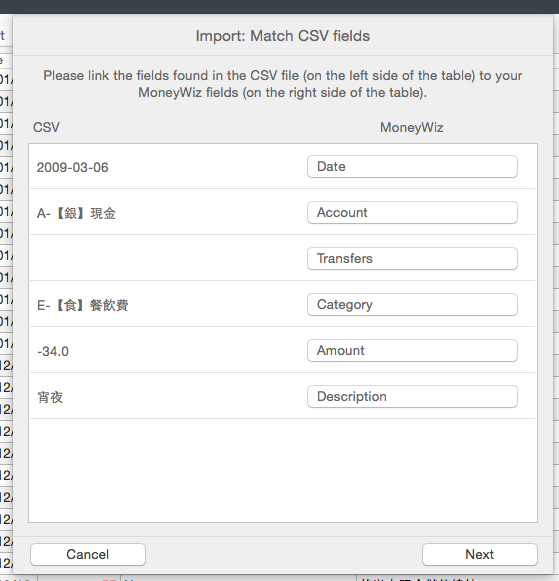 Import: Match CSV fields
Please link the fields found in the CSV file (on the left side of the table) to your
MoneyWiz fields (on the right side of the table).
CSV MoneyWiz
2009-03-06 Date
A-【銀】現金 Account
Transfers
E-【食】餐飲費 Category
-34.0 Amount
宵夜 Description
Cancel Next